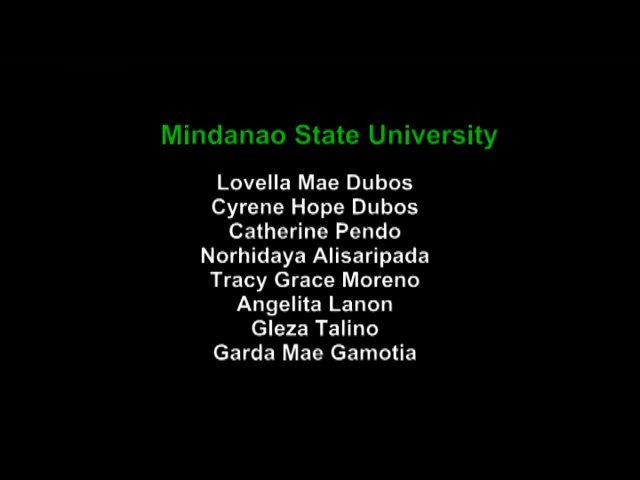 Mindanao State University
Lovella Mae Dubos
Cyrene Hope Dubos
Catherine Pendo
Norhidaya Alisaripada
Tracy Grace Moreno
Angelita Lanon
Gleza Talino
Garda Mae Gamotia